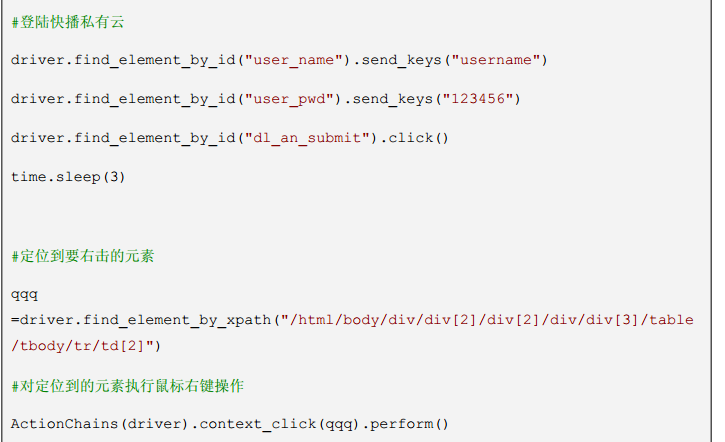 #登陆快播私有云
driver.find_element_by_id("user_name").send_keys("username")
driver.find_element_by_id("user_pwd").send_keys("123456")
driver.find_element_by_id("dl_an_submit").click()
time.sleep(3)
#定位到要右击的元素
qqq
=driver.find_element_by_xpath("/html/body/div/div[2]/div[2]/div/div[3]/table
/tbody/tr/td[2]")
#对定位到的元素执行鼠标右键操作
ActionChains(driver).context_click(qqq).perform()